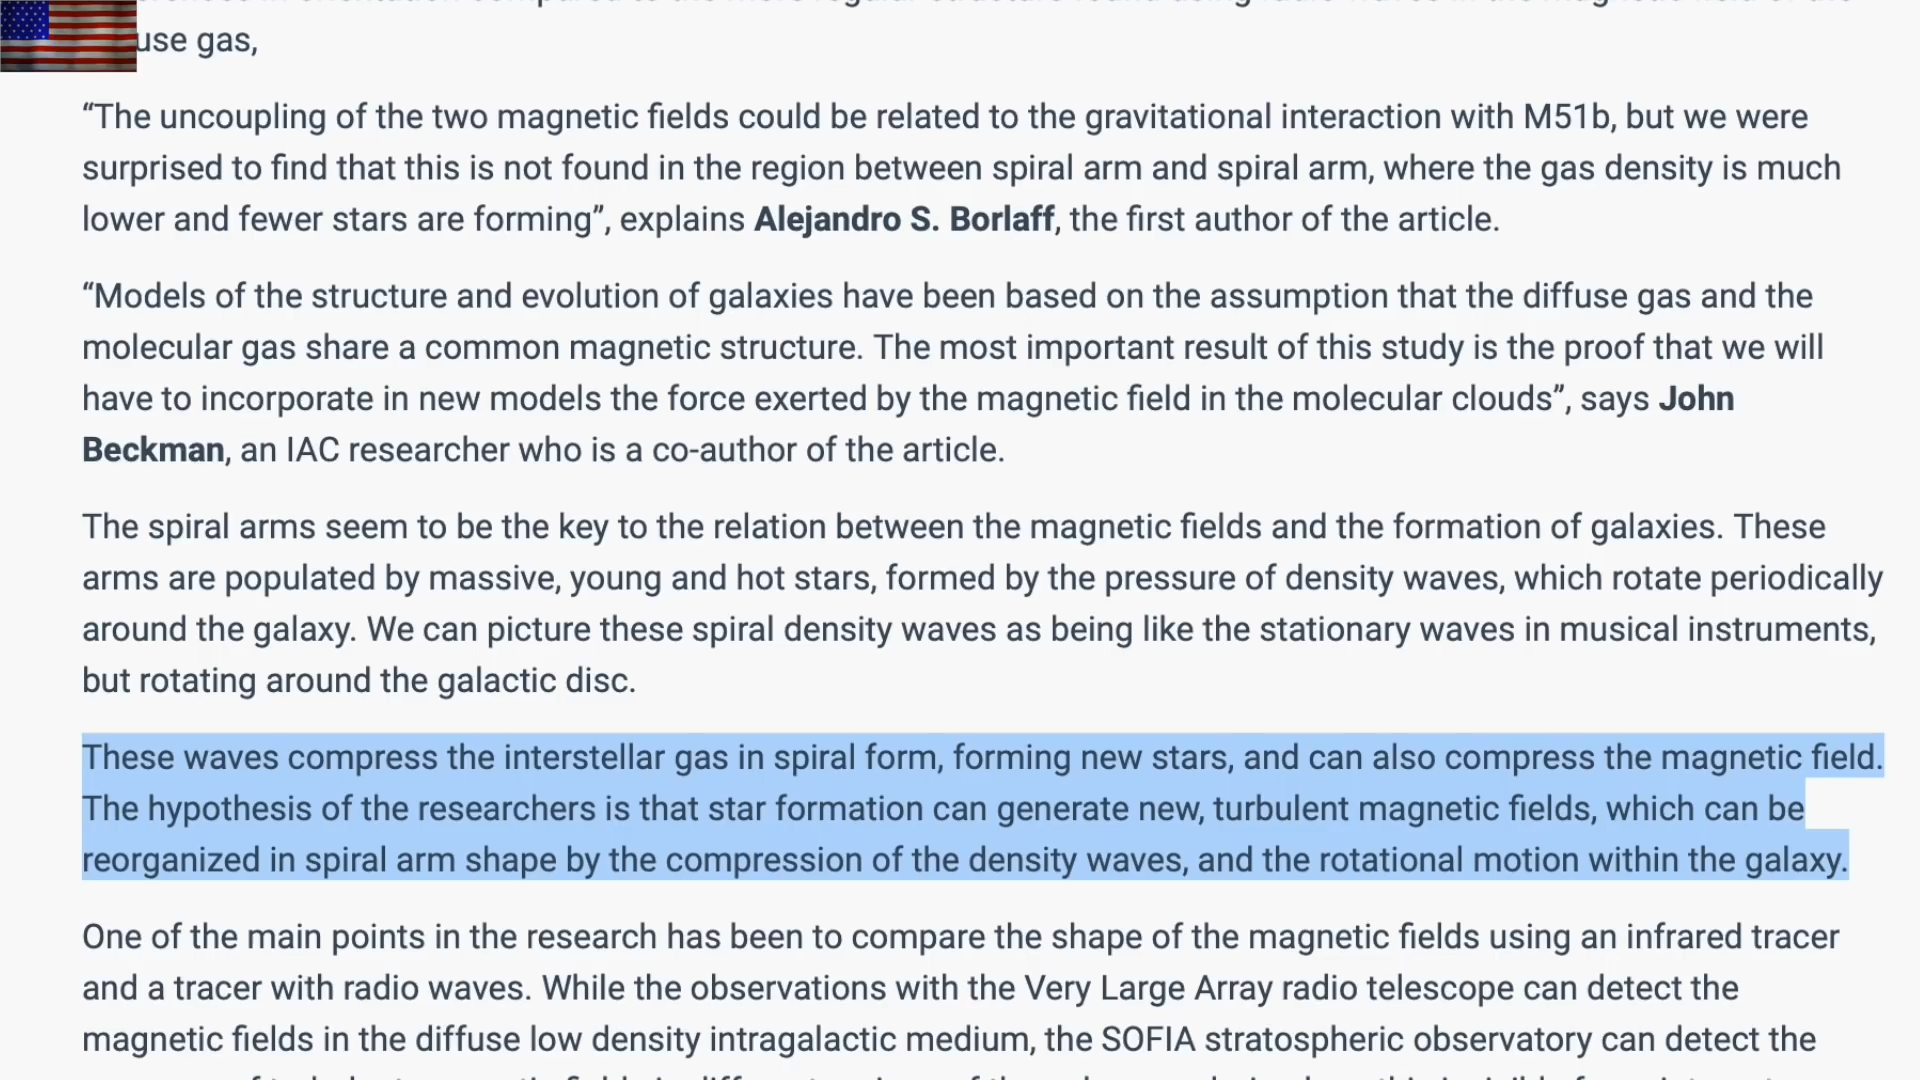 use gas,
“The uncoupling of the two magnetic fields could be related to the gravitational interaction with M51b, but we were
surprised to find that this is not found in the region between spiral arm and spiral arm, where the gas density is much
lower and fewer stars are forming”, explains Alejandro S. Borlaff, the first author of the article.
“Models of the structure and evolution of galaxies have been based on the assumption that the diffuse gas and the
molecular gas share a common magnetic structure. The most important result of this study is the proof that we will
have to incorporate in new models the force exerted by the magnetic field in the molecular clouds”, says John
Beckman, an IAC researcher who is a co-author of the article.
The spiral arms seem to be the key to the relation between the magnetic fields and the formation of galaxies. These
arms are populated by massive, young and hot stars, formed by the pressure of density waves, which rotate periodically
around the galaxy. We can picture these spiral density waves as being like the stationary waves in musical instruments,
but rotating around the galactic disc.
These waves compress the interstellar gas in spiral form, forming new stars, and can also compress the magnetic field.
The hypothesis of the researchers is that star formation can generate new, turbulent magnetic fields, which can be
reorganized in spiral arm shape by the compression of the density waves, and the rotational motion within the galaxy.
One of the main points in the research has been to compare the shape of the magnetic fields using an infrared tracer
and a tracer with radio waves. While the observations with the Very Large Array radio telescope can detect the
magnetic fields in the diffuse low density intragalactic medium, the SOFIA stratospheric observatory can detect the